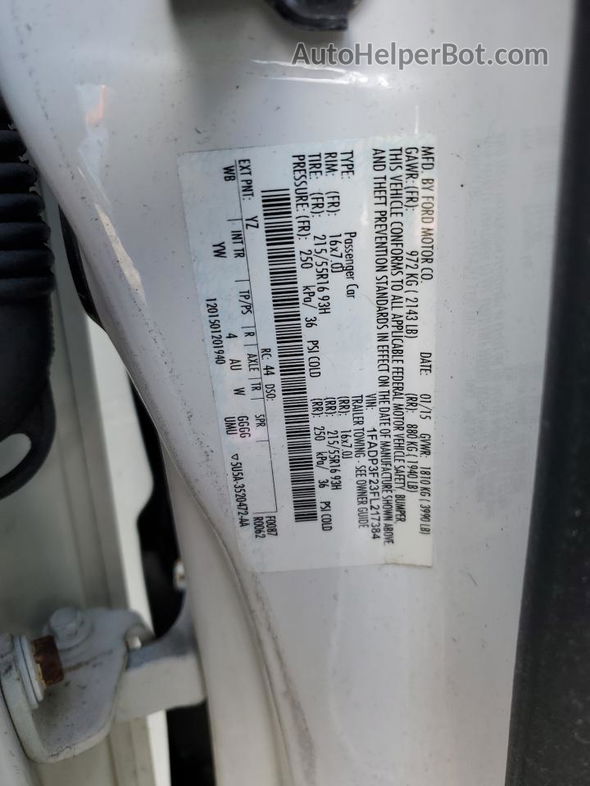 AutoHelperBot.com
MFD. BY FORD MOTOR CO.
DATE: 01/15 GVWR: 1810 KG ( 3990 LB)
GAWR:(FR): 972 KG ( 2143 LB) (RR): 880 KG ( 1940 LB)
THIS VEHICLE CONFORMS TO ALL APPLICABLE FEDERAL MOTOR VEHICLE SAFETY, BUMPER,
AND THEFT PREVENTION STANDARDS IN EFFECT ON THE DATE OF MANUFACTURE SHOWN ABOVE
VIN: 1FADP3F23FL217384
TYPE: Passenger Car TRAILER TOWING - SEE OWNER GUIDE
RIM: (FR): 16x7.0J (RR): 16x7.0J
TIRE: (FR): 215/55R16 93H (RR): 215/55R16 93H
PRESSURE: (FR): 250 kPa/ 36 PSI COLD (RR): 250 kPa/ 36 PSI COLD
EXT PNT: YZ RC: 44 DSO: F0087
R0062
WB INT TR TP/PS R AXLE TR SPR
YW 4 AU W GGGG UNU ▽5U5A-3520472-AA
1201501201940